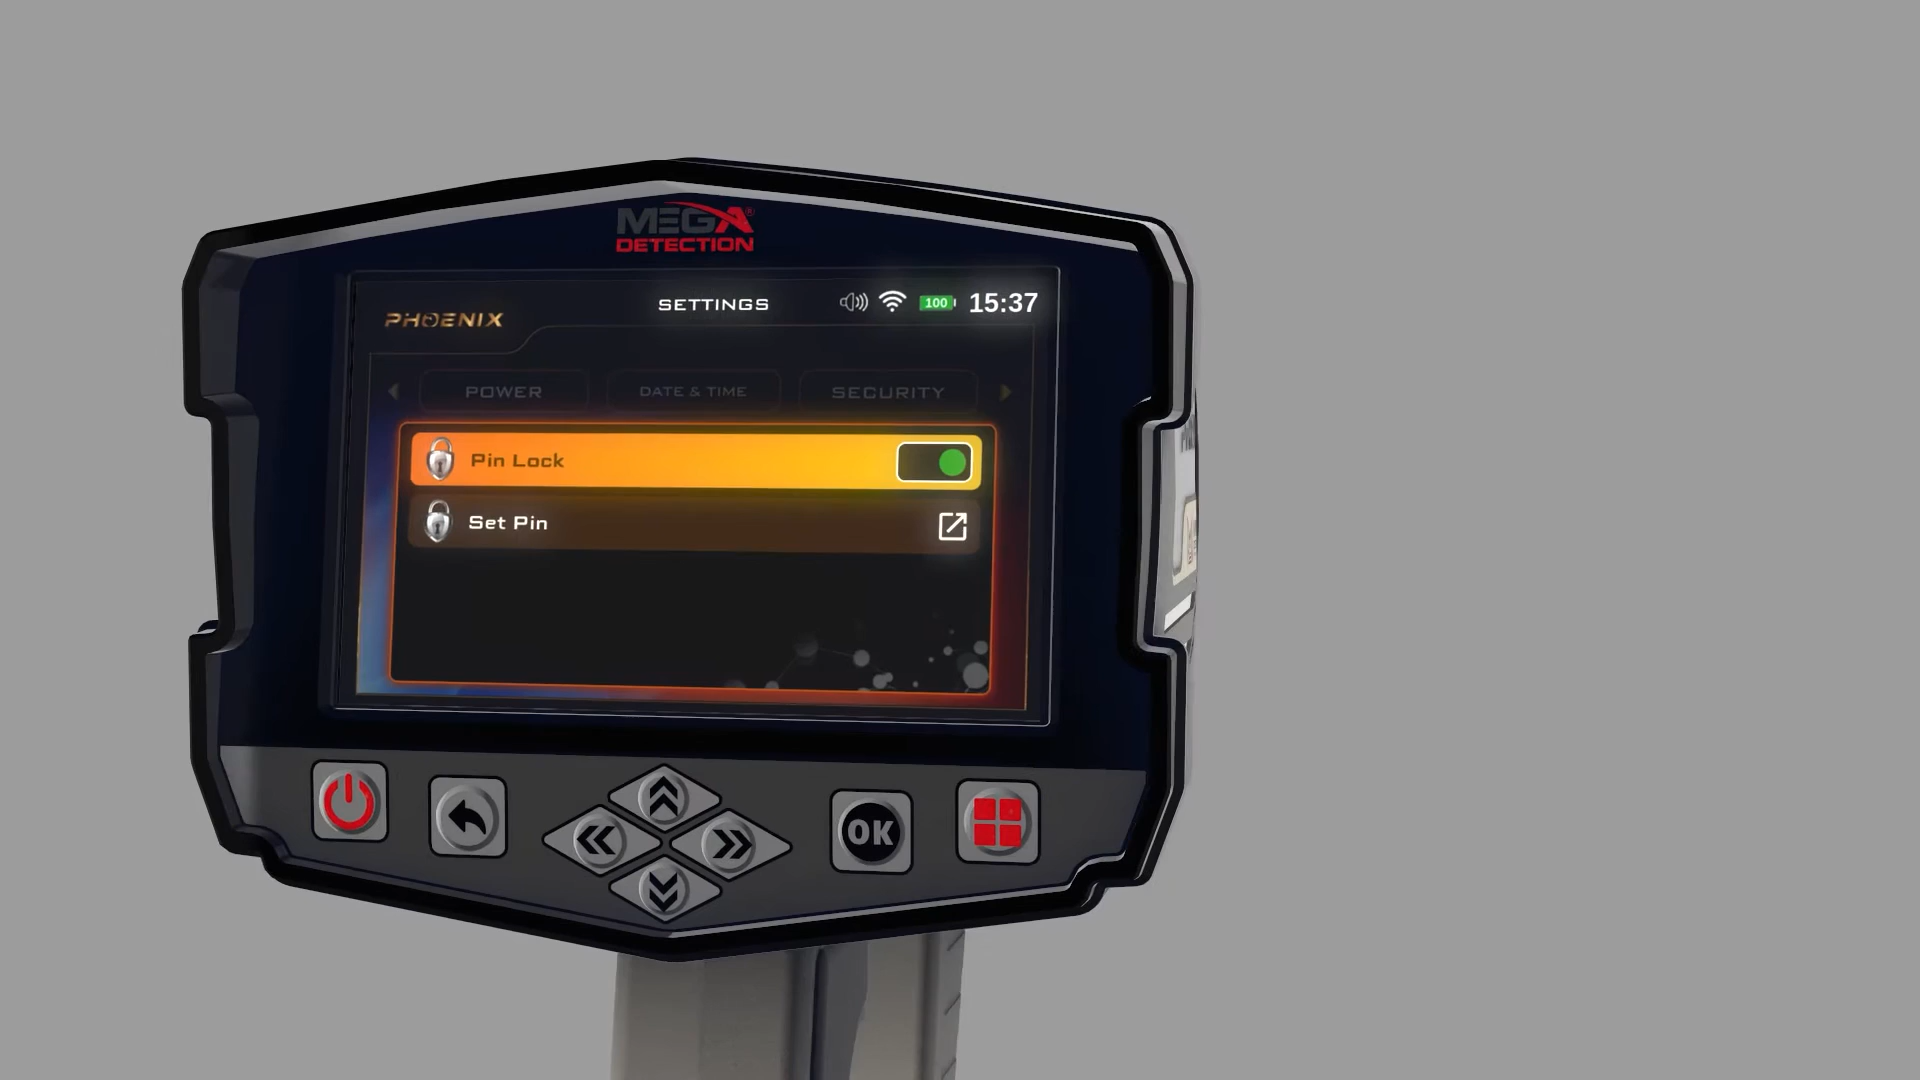 MEGA®
DETECTION
PHOENIX
SETTINGS
100
15:37
POWER
DATE & TIME
SECURITY
Pin Lock
Set Pin
OK